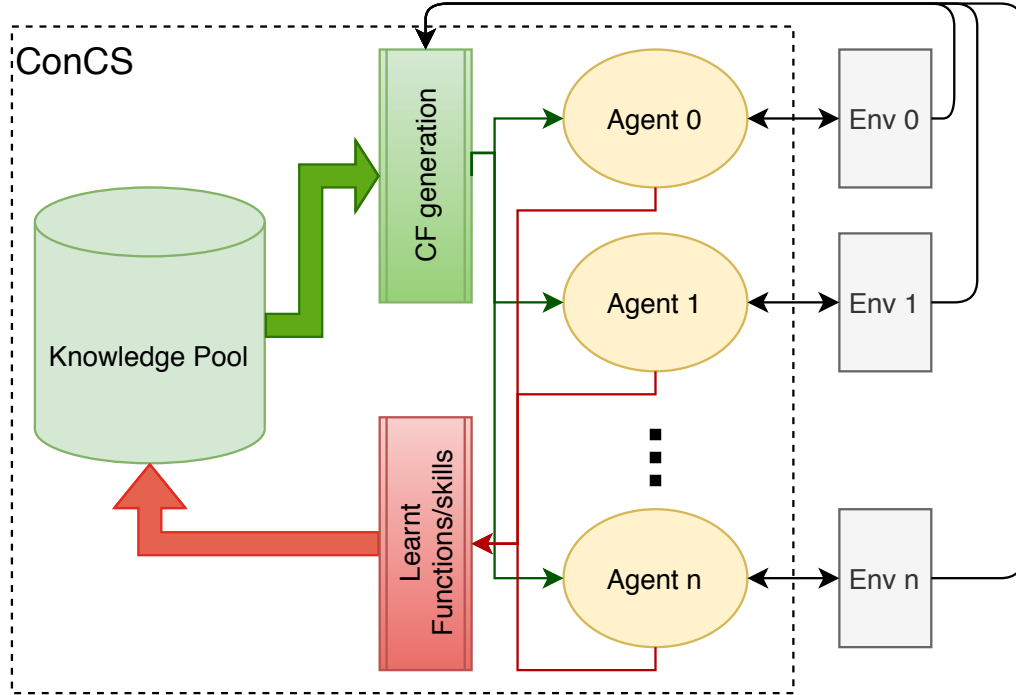 ConCS
CF generation
Agent 0
Env 0
Agent 1
Env 1
Knowledge Pool
Learnt
Functions/skills
Agent n
Env n